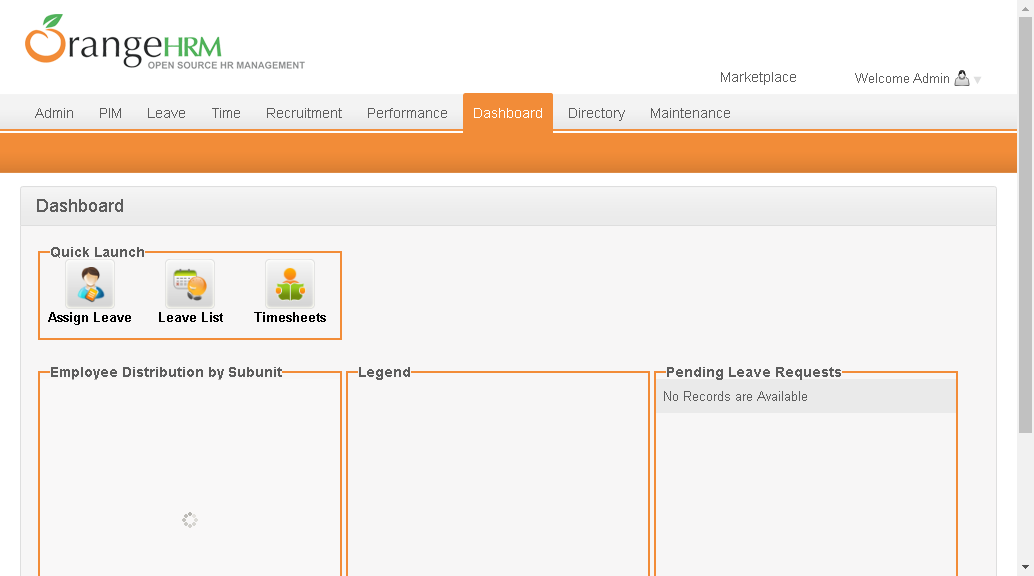 OrangeHRM
OPEN SOURCE HR MANAGEMENT
Marketplace
Welcome Admin
Admin PIM Leave Time Recruitment Performance Dashboard Directory Maintenance
Dashboard
Quick Launch
Assign Leave Leave List Timesheets
Employee Distribution by Subunit Legend Pending Leave Requests
No Records are Available